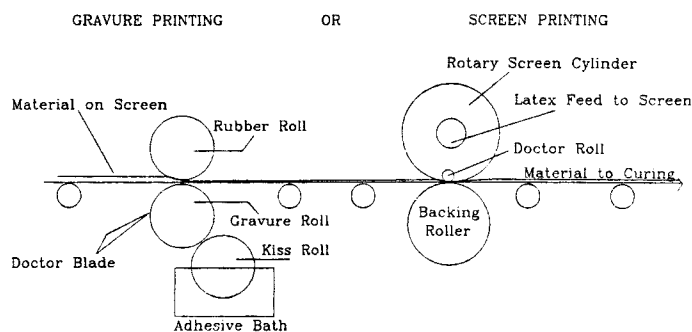 GRAVURE PRINTING OR SCREEN PRINTING
Rotary Screen Cylinder
Latex Feed to Screen
Material on Screen
Rubber Roll
Doctor Roll
Material to Curing
Gravure Roll
Backing
Roller
Doctor Blade
Kiss Roll
Adhesive Bath